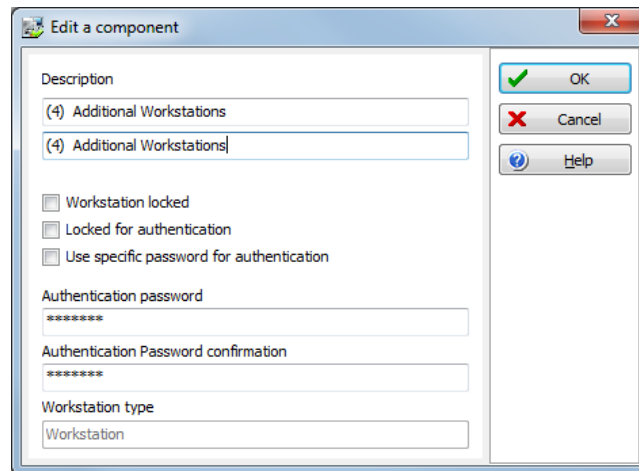 Edit a component
Description
(4) Additional Workstations
(4) Additional Workstations
Workstation locked
Locked for authentication
Use specific password for authentication
Authentication password
*******
Authentication Password confirmation
*******
Workstation type
Workstation
OK
Cancel
Help